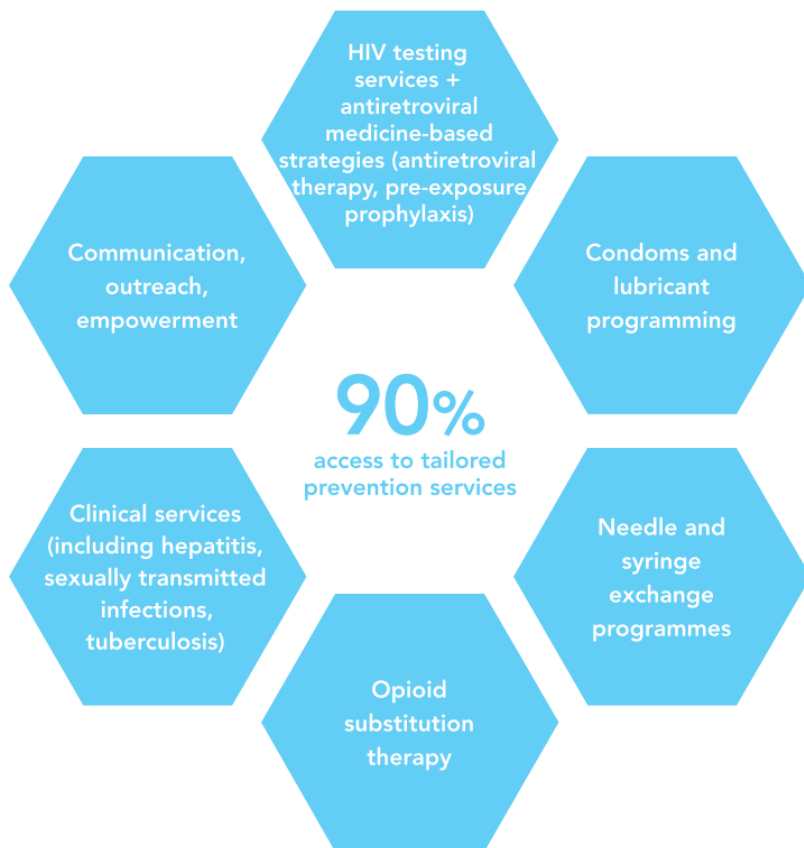 HIV testing
services +
antiretroviral
medicine-based
strategies (antiretroviral
therapy, pre-exposure
prophylaxis)
Condoms and
lubricant
programming
Needle and
syringe
exchange
programmes
Opioid
substitution
therapy
Clinical services
(including hepatitis,
sexually transmitted
infections,
tuberculosis)
Communication,
outreach,
empowerment
90%
access to tailored
prevention services